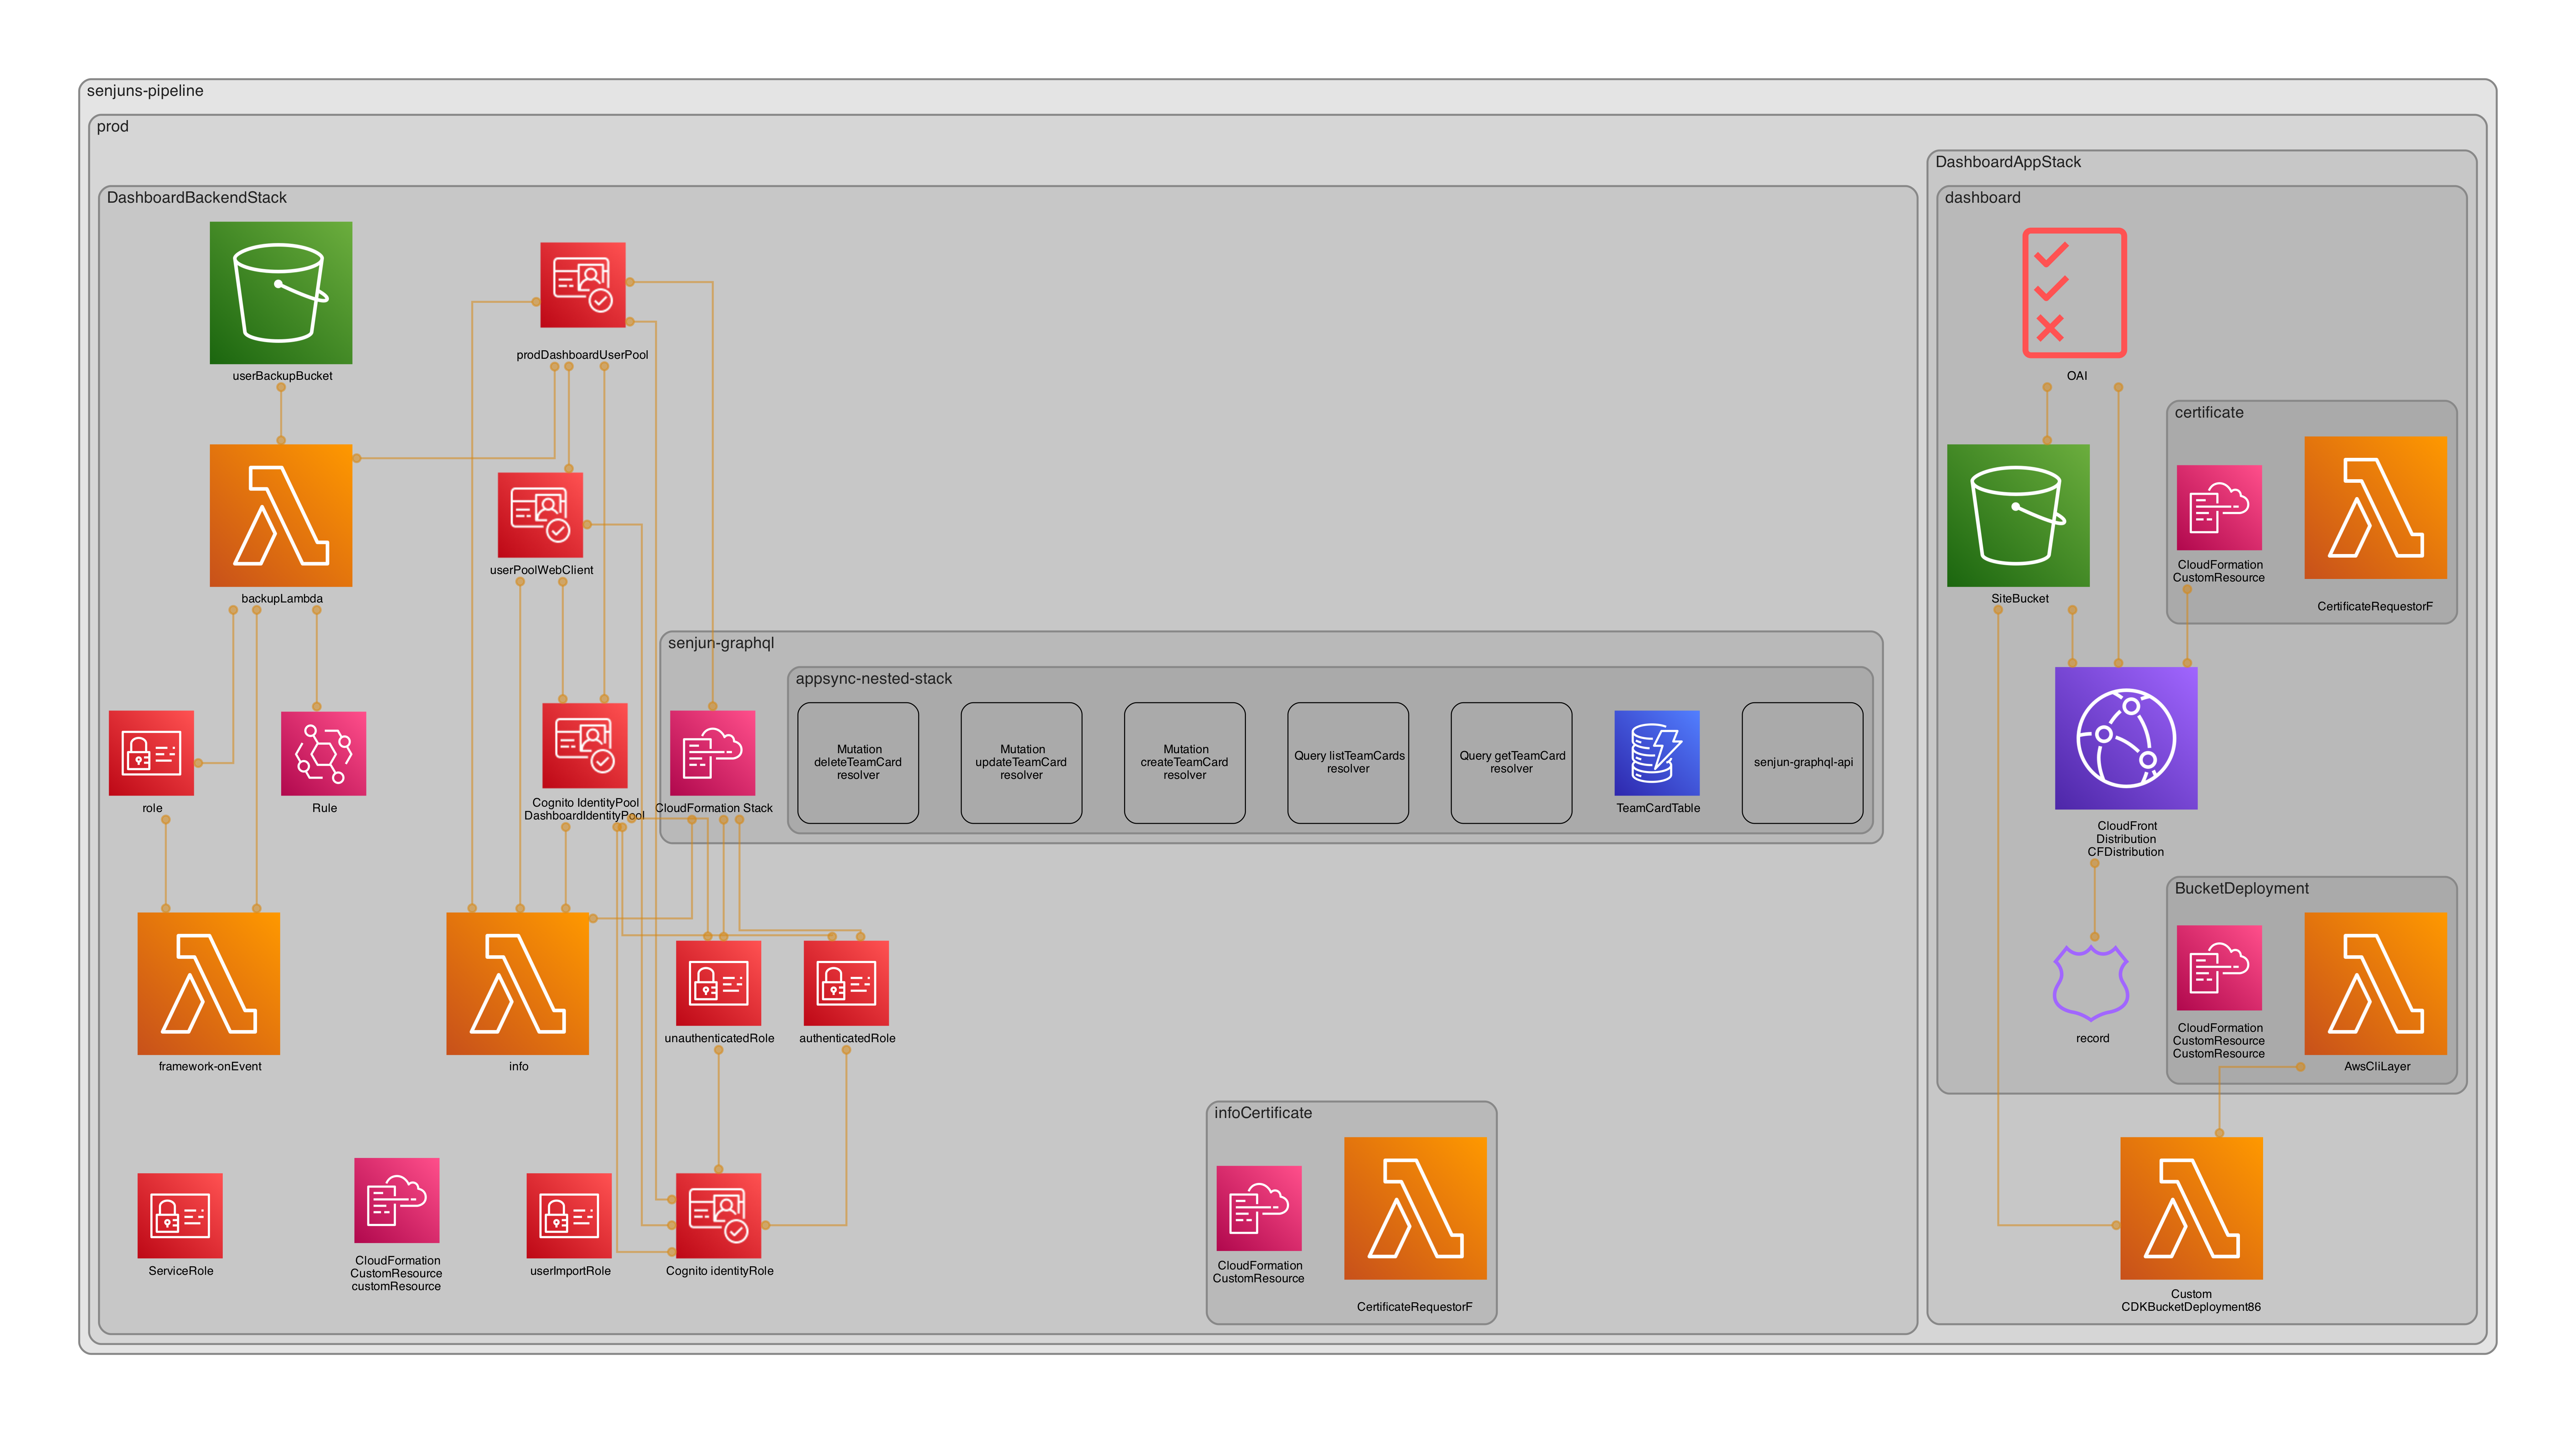 senjuns-pipeline
prod
DashboardBackendStack
userBackupBucket
prodDashboardUserPool
backupLambda
userPoolWebClient
role
Rule
Cognito IdentityPool
DashboardIdentityPool
senjun-graphql
CloudFormation Stack
appsync-nested-stack
Mutation
deleteTeamCard
resolver
Mutation
updateTeamCard
resolver
Mutation
createTeamCard
resolver
Query listTeamCards
resolver
Query getTeamCard
resolver
TeamCardTable
senjun-graphql-api
framework-onEvent
info
unauthenticatedRole
authenticatedRole
ServiceRole
CloudFormation
CustomResource
customResource
userImportRole
Cognito identityRole
infoCertificate
CloudFormation
CustomResource
CertificateRequestorF
DashboardAppStack
dashboard
OAI
SiteBucket
certificate
CloudFormation
CustomResource
CertificateRequestorF
CloudFront
Distribution
CFDistribution
record
BucketDeployment
CloudFormation
CustomResource
CustomResource
AwsCliLayer
Custom
CDKBucketDeployment86